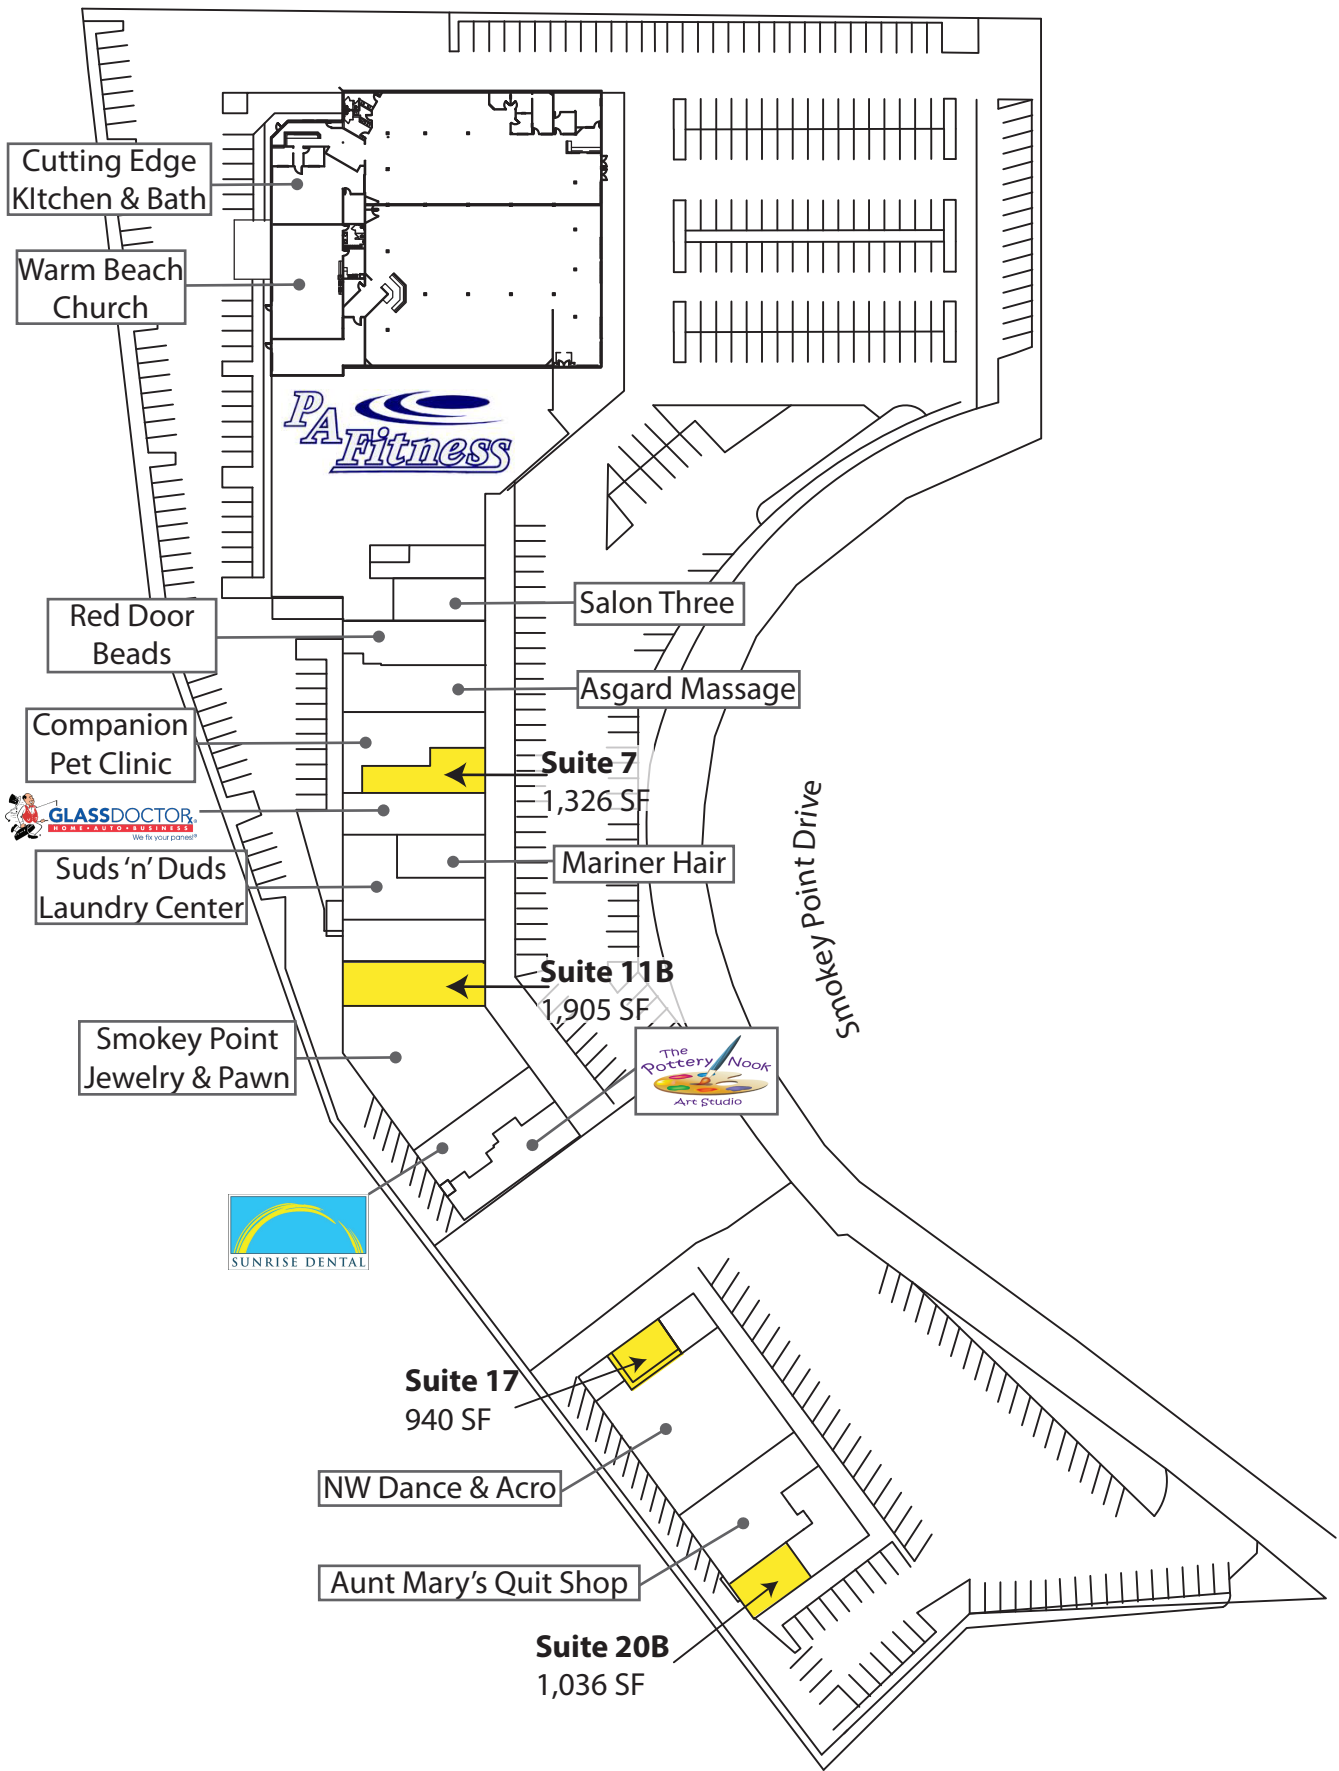 Cutting Edge
KItchen & Bath
Warm Beach
Church
PA Fitness
Salon Three
Red Door
Beads
Asgard Massage
Companion
Pet Clinic
Suite 7
1,326 SF
GLASSDOCTORx®
HOME•AUTO•BUSINESS
We fix your panes!®
Mariner Hair
Suds ‘n’ Duds
Laundry Center
Smokey Point Drive
Suite 11B
1,905 SF
Smokey Point
Jewelry & Pawn
The
Pottery Nook
Art Studio
SUNRISE DENTAL
Suite 17
940 SF
NW Dance & Acro
Aunt Mary’s Quit Shop
Suite 20B
1,036 SF